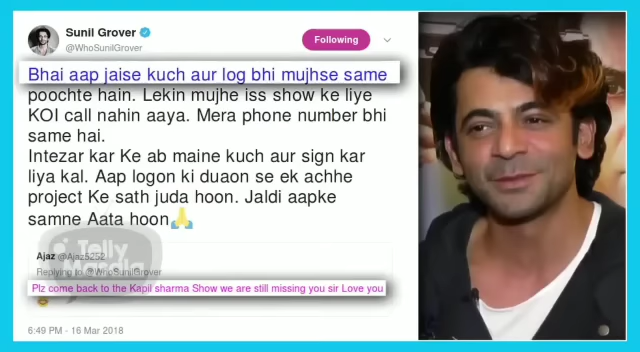 Sunil Grover
@WhoSunilGrover
Following
Bhai aap jaise kuch aur log bhi mujhse same
poochte hain. Lekin mujhe iss show ke liye
KOI call nahin aaya. Mera phone number bhi
same hai.
Intezar kar Ke ab maine kuch aur sign kar
liya kal. Aap logon ki duaon se ek achhe
project Ke sath juda hoon. Jaldi aapke
samne Aata hoon🙏
Telly
Masala
Ajaz @Ajaz5252
Replying to @WhoSunilGrover
Plz come back to the Kapil sharma Show we are still missing you sir Love you
6:49 PM - 16 Mar 2018